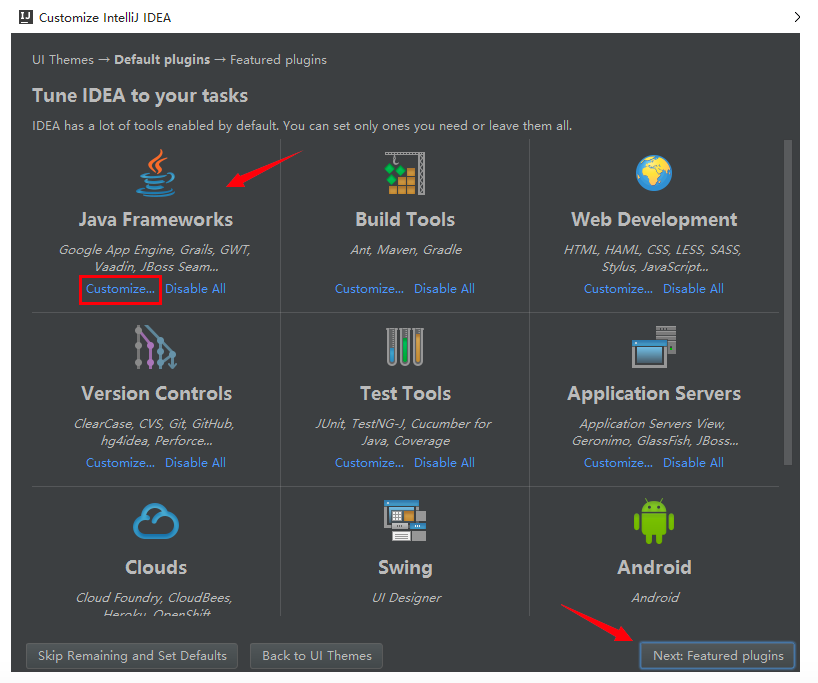 Customize IntelliJ IDEA
UI Themes → Default plugins → Featured plugins
Tune IDEA to your tasks
IDEA has a lot of tools enabled by default. You can set only ones you need or leave them all.
Java Frameworks
Google App Engine, Grails, GWT,
Vaadin, JBoss Seam...
Customize... Disable All
Build Tools
Ant, Maven, Gradle
Customize... Disable All
Web Development
HTML, HAML, CSS, LESS, SASS,
Stylus, JavaScript...
Customize... Disable All
Version Controls
ClearCase, CVS, Git, GitHub,
hg4idea, Perforce...
Customize... Disable All
Test Tools
JUnit, TestNG-J, Cucumber for
Java, Coverage
Customize... Disable All
Application Servers
Application Servers View,
Geronimo, GlassFish, JBoss...
Customize... Disable All
Clouds
Cloud Foundry, CloudBees,
Heroku, OpenShift
Swing
UI Designer
Android
Android
Skip Remaining and Set Defaults
Back to UI Themes
Next: Featured plugins